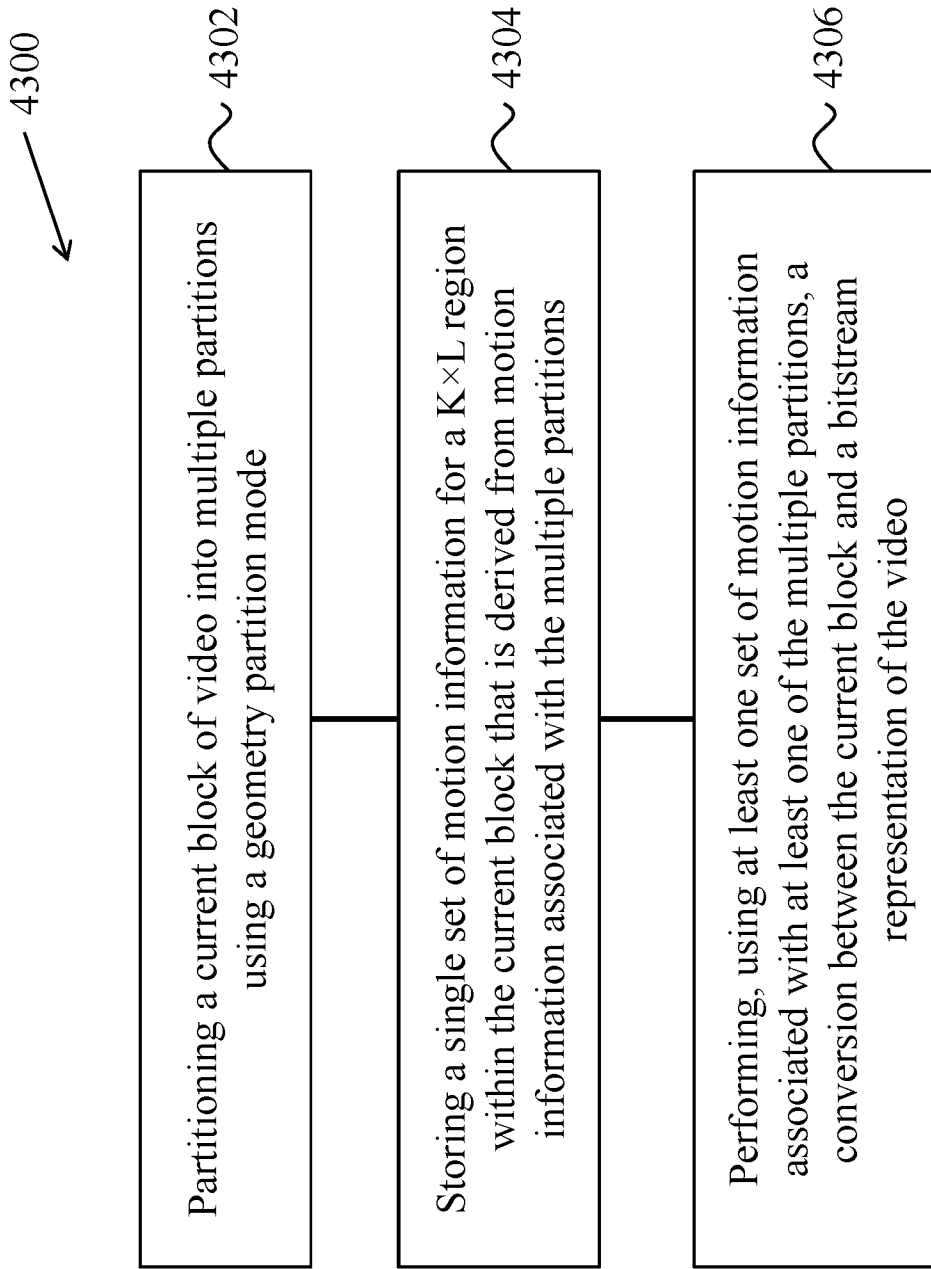 4300
Partitioning a current block of video into multiple partitions
using a geometry partition mode
4302
Storing a single set of motion information for a K×L region
within the current block that is derived from motion
information associated with the multiple partitions
4304
Performing, using at least one set of motion information
associated with at least one of the multiple partitions, a
conversion between the current block and a bitstream
representation of the video
4306